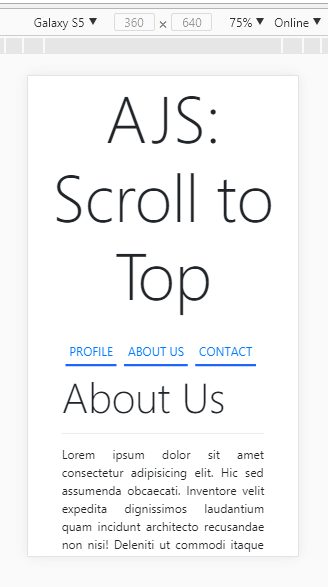 Galaxy S5 ▼ 360 × 640 75% ▼ Online ▼
AJS:
Scroll to
Top
PROFILE ABOUT US CONTACT
About Us
Lorem ipsum dolor sit amet
consectetur adipisicing elit. Hic sed
assumenda obcaecati. Inventore velit
expedita dignissimos laudantium
quam incidunt architecto recusandae
non nisi! Deleniti ut commodi itaque